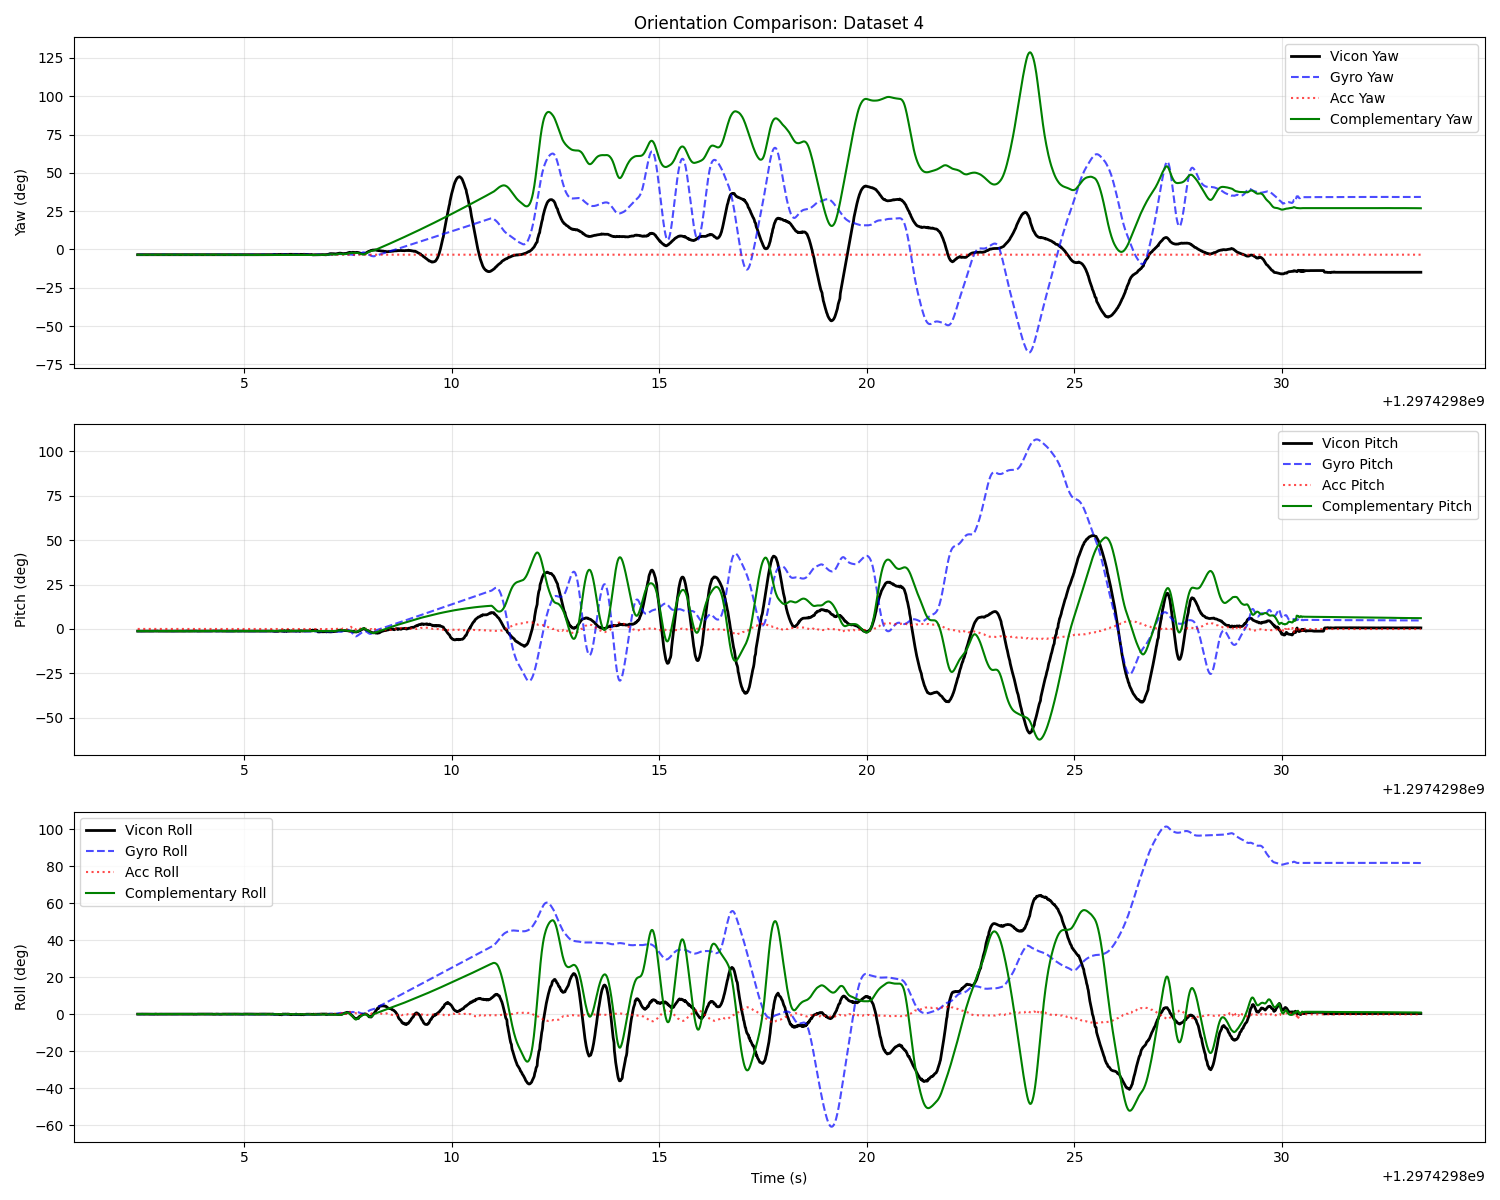 Orientation Comparison: Dataset 4
Yaw (deg)
125
100
75
50
25
0
−25
−50
−75
Vicon Yaw
Gyro Yaw
Acc Yaw
Complementary Yaw
5 10 15 20 25 30
+1.2974298e9
Pitch (deg)
100
75
50
25
0
−25
−50
Vicon Pitch
Gyro Pitch
Acc Pitch
Complementary Pitch
5 10 15 20 25 30
+1.2974298e9
Roll (deg)
100
80
60
40
20
0
−20
−40
−60
Vicon Roll
Gyro Roll
Acc Roll
Complementary Roll
5 10 15 20 25 30
Time (s)
+1.2974298e9